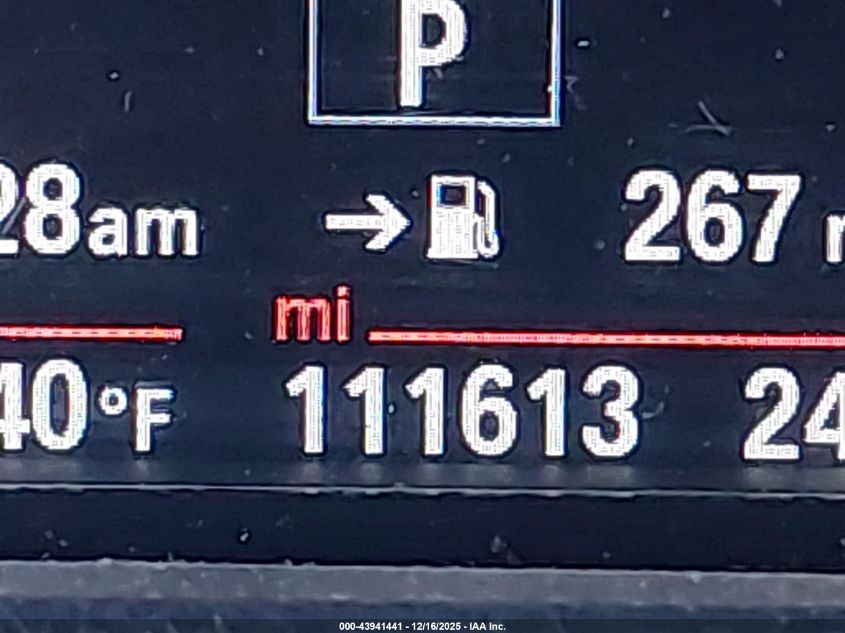 P
28am → 267
mi
40 °F 111613 24
000-43941441 - 12/16/2025 - IAA Inc.